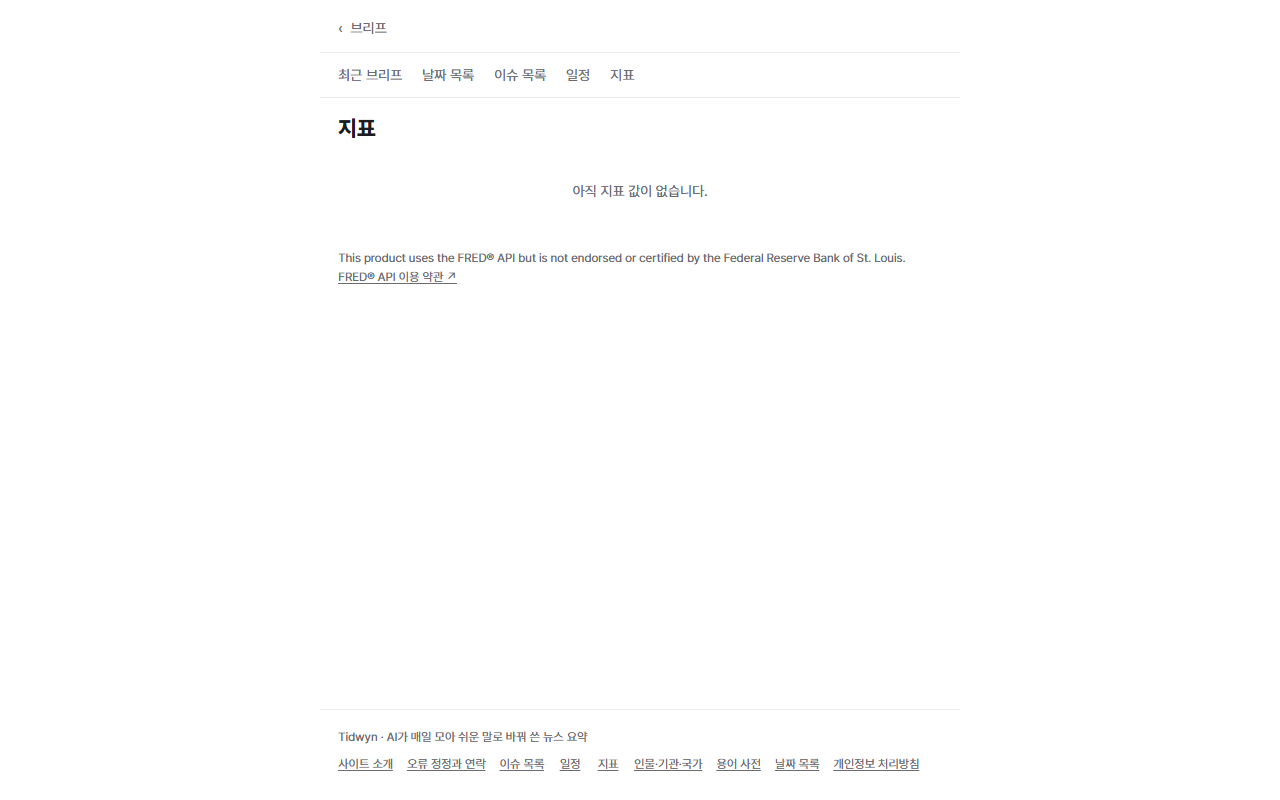 ‹ 브리프
최근 브리프 날짜 목록 이슈 목록 일정 지표
지표
아직 지표 값이 없습니다.
This product uses the FRED® API but is not endorsed or certified by the Federal Reserve Bank of St. Louis.
FRED® API 이용 약관 ↗
Tidwyn · AI가 매일 모아 쉬운 말로 바꿔 쓴 뉴스 요약
사이트 소개 오류 정정과 연락 이슈 목록 일정 지표 인물·기관·국가 용어 사전 날짜 목록 개인정보 처리방침